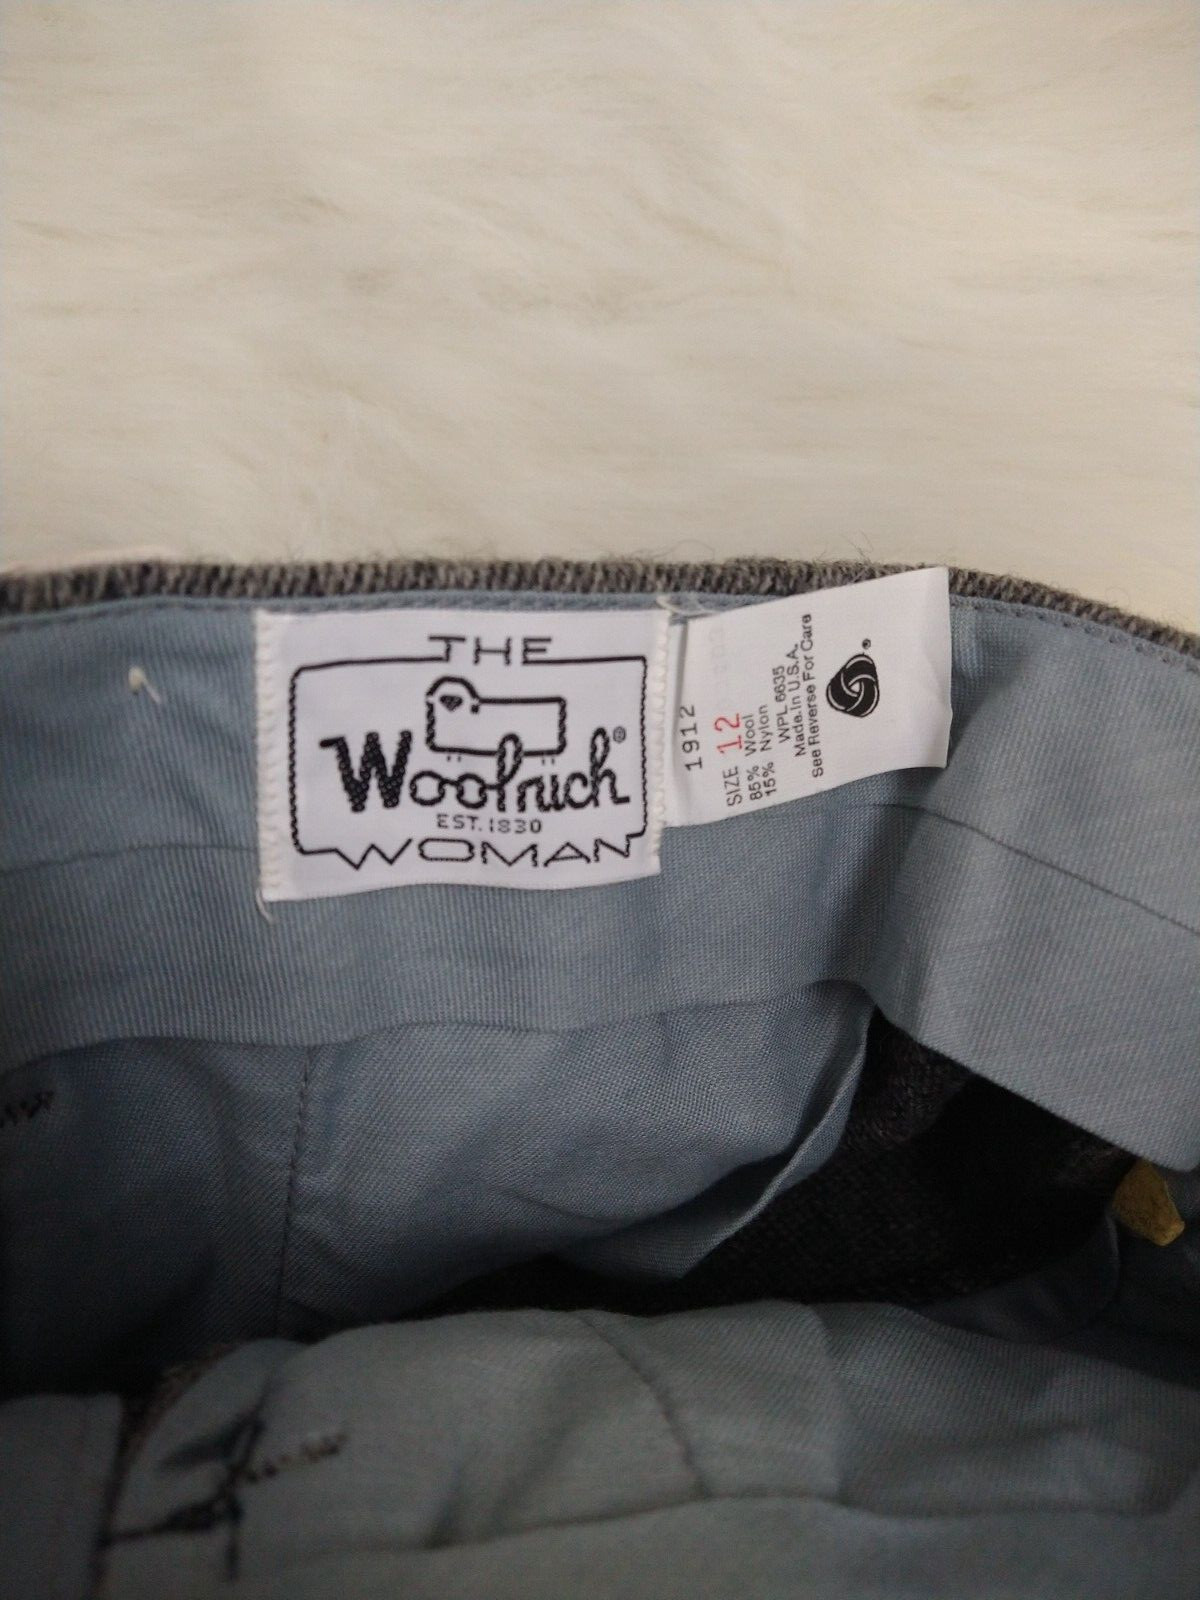 THE
Woolrich®
EST. 1830
WOMAN
1912
SIZE 12
85% Wool
15% Nylon
WPL 6635
Made in U.S.A.
See Reverse For Care
®